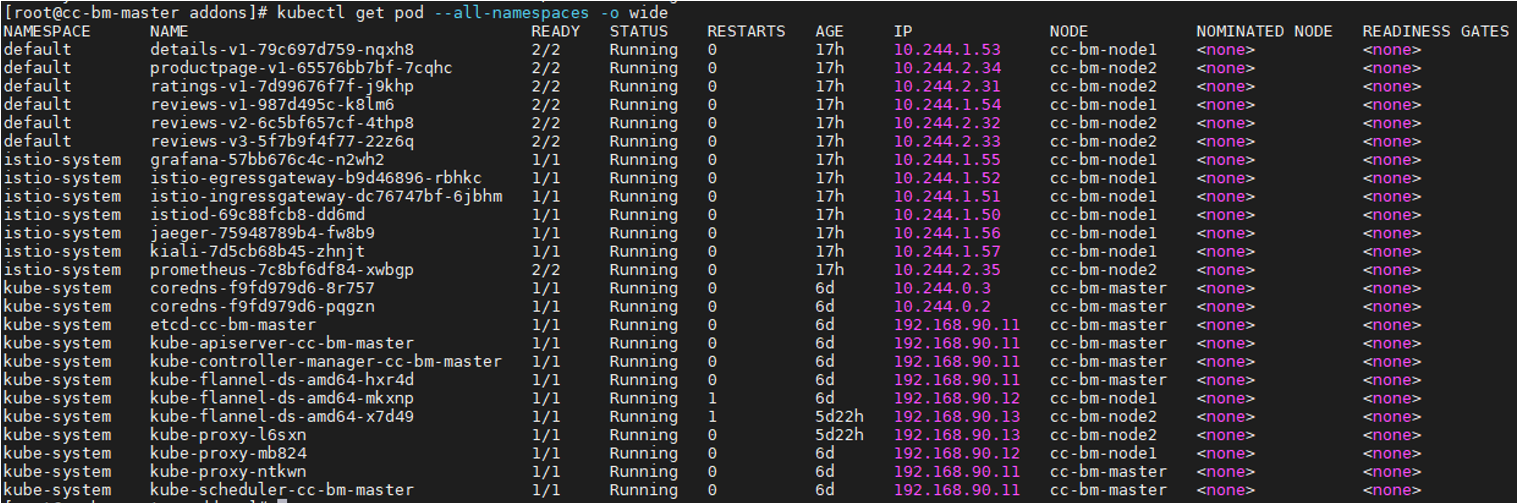 [root@cc-bm-master addons]# kubectl get pod --all-namespaces -o wide
NAMESPACE NAME READY STATUS RESTARTS AGE IP NODE NOMINATED NODE READINESS GATES
default details-v1-79c697d759-nqxh8 2/2 Running 0 17h 10.244.1.53 cc-bm-node1 <none> <none>
default productpage-v1-65576bb7bf-7cqhc 2/2 Running 0 17h 10.244.2.34 cc-bm-node2 <none> <none>
default ratings-v1-7d99676f7f-j9khp 2/2 Running 0 17h 10.244.2.31 cc-bm-node2 <none> <none>
default reviews-v1-987d495c-k8lm6 2/2 Running 0 17h 10.244.1.54 cc-bm-node1 <none> <none>
default reviews-v2-6c5bf657cf-4thp8 2/2 Running 0 17h 10.244.2.32 cc-bm-node2 <none> <none>
default reviews-v3-5f7b9f4f77-22z6q 2/2 Running 0 17h 10.244.2.33 cc-bm-node2 <none> <none>
istio-system grafana-57bb676c4c-n2wh2 1/1 Running 0 17h 10.244.1.55 cc-bm-node1 <none> <none>
istio-system istio-egressgateway-b9d46896-rbhkc 1/1 Running 0 17h 10.244.1.52 cc-bm-node1 <none> <none>
istio-system istio-ingressgateway-dc76747bf-6jbhm 1/1 Running 0 17h 10.244.1.51 cc-bm-node1 <none> <none>
istio-system istiod-69c88fcb8-dd6md 1/1 Running 0 17h 10.244.1.50 cc-bm-node1 <none> <none>
istio-system jaeger-75948789b4-fw8b9 1/1 Running 0 17h 10.244.1.56 cc-bm-node1 <none> <none>
istio-system kiali-7d5cb68b45-zhnjt 1/1 Running 0 17h 10.244.1.57 cc-bm-node1 <none> <none>
istio-system prometheus-7c8bf6df84-xwbgp 2/2 Running 0 17h 10.244.2.35 cc-bm-node2 <none> <none>
kube-system coredns-f9fd979d6-8r757 1/1 Running 0 6d 10.244.0.3 cc-bm-master <none> <none>
kube-system coredns-f9fd979d6-pqgzn 1/1 Running 0 6d 10.244.0.2 cc-bm-master <none> <none>
kube-system etcd-cc-bm-master 1/1 Running 0 6d 192.168.90.11 cc-bm-master <none> <none>
kube-system kube-apiserver-cc-bm-master 1/1 Running 0 6d 192.168.90.11 cc-bm-master <none> <none>
kube-system kube-controller-manager-cc-bm-master 1/1 Running 0 6d 192.168.90.11 cc-bm-master <none> <none>
kube-system kube-flannel-ds-amd64-hxr4d 1/1 Running 0 6d 192.168.90.11 cc-bm-master <none> <none>
kube-system kube-flannel-ds-amd64-mkxnp 1/1 Running 1 6d 192.168.90.12 cc-bm-node1 <none> <none>
kube-system kube-flannel-ds-amd64-x7d49 1/1 Running 1 5d22h 192.168.90.13 cc-bm-node2 <none> <none>
kube-system kube-proxy-l6sxn 1/1 Running 0 5d22h 192.168.90.13 cc-bm-node2 <none> <none>
kube-system kube-proxy-mb824 1/1 Running 0 6d 192.168.90.12 cc-bm-node1 <none> <none>
kube-system kube-proxy-ntkwn 1/1 Running 0 6d 192.168.90.11 cc-bm-master <none> <none>
kube-system kube-scheduler-cc-bm-master 1/1 Running 0 6d 192.168.90.11 cc-bm-master <none> <none>